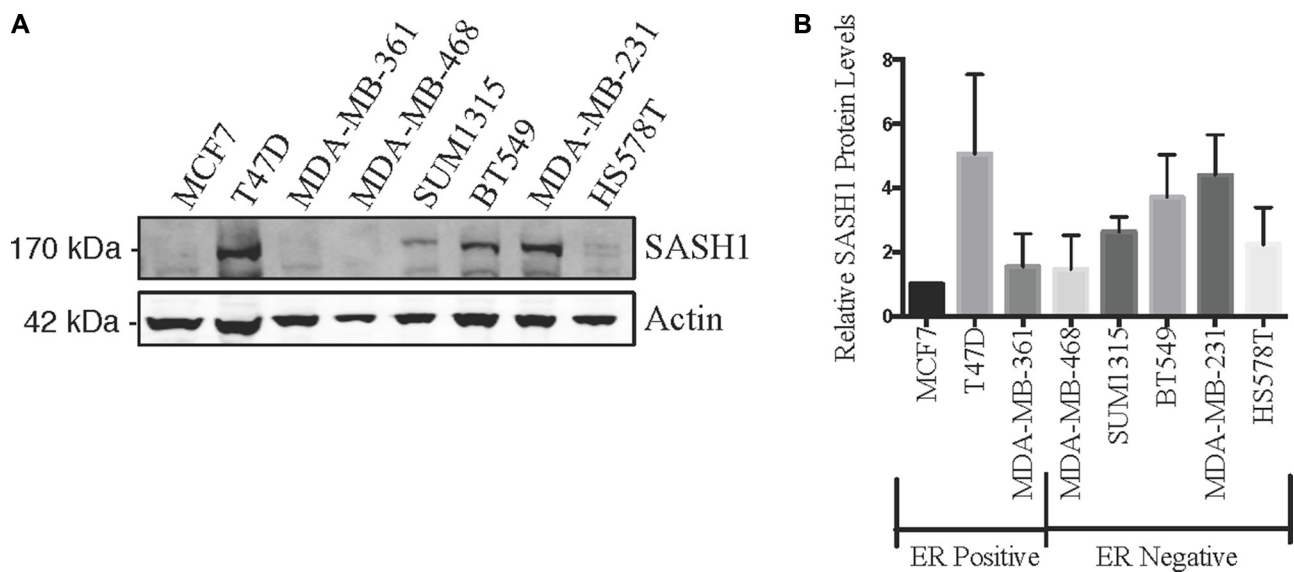 A
MCF7
T47D
MDA-MB-361
MDA-MB-468
SUM1315
BT549
MDA-MB-231
HS578T
170 kDa
SASH1
42 kDa
Actin
B
Relative SASH1 Protein Levels
8
6
4
2
0
MCF7
T47D
MDA-MB-361
MDA-MB-468
SUM1315
BT549
MDA-MB-231
HS578T
ER Positive
ER Negative